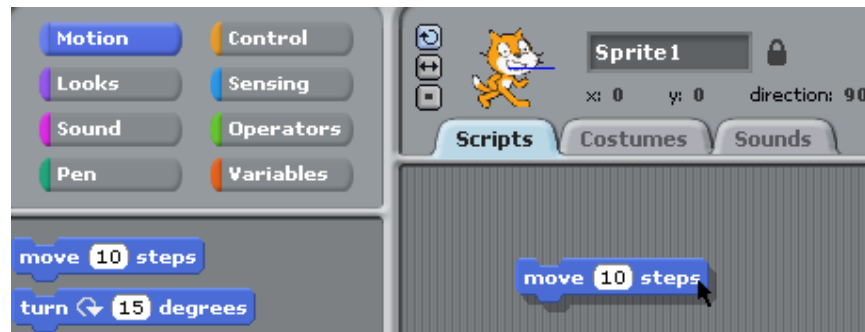 Motion Control
Looks Sensing
Sound Operators
Pen Variables
move 10 steps
turn 15 degrees
Sprite1
x: 0 y: 0 direction: 90
Scripts Costumes Sounds
move 10 steps